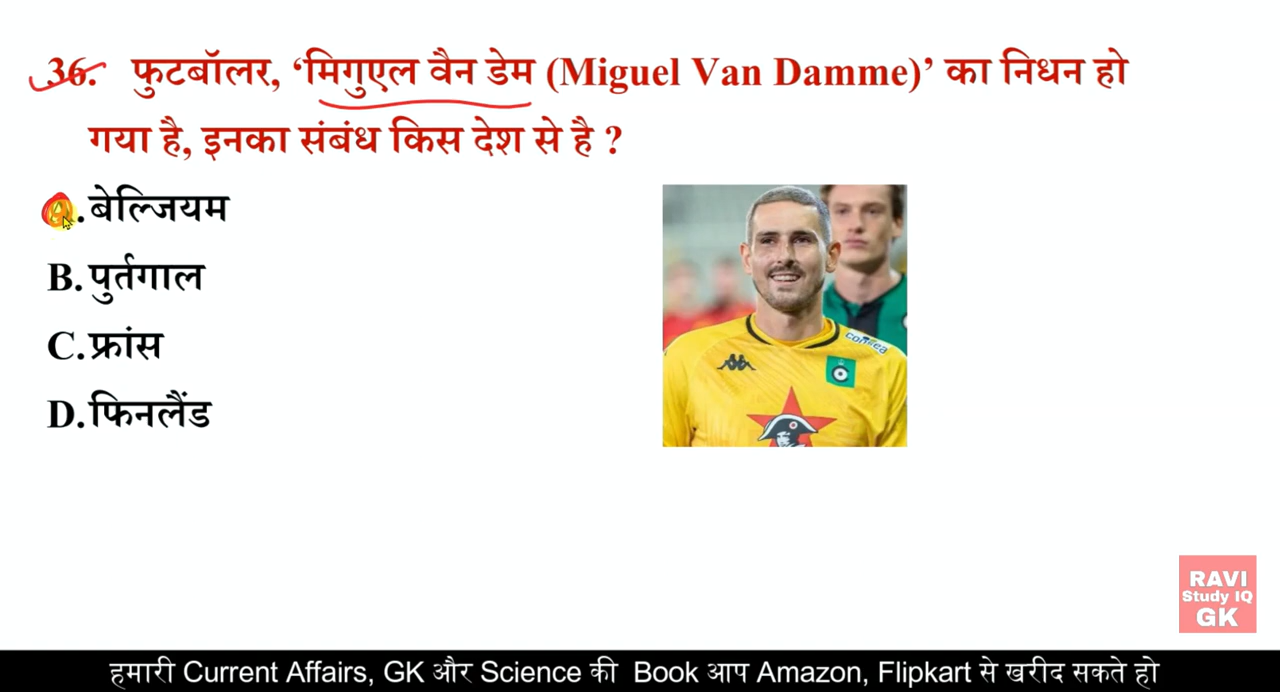 36. फुटबॉलर, ‘मिगुएल वैन डेम (Miguel Van Damme)’ का निधन हो
गया है, इनका संबंध किस देश से है ?
A. बेल्जियम
B. पुर्तगाल
C. फ्रांस
D. फिनलैंड
RAVI
Study IQ
GK
हमारी Current Affairs, GK और Science की Book आप Amazon, Flipkart से खरीद सकते हो